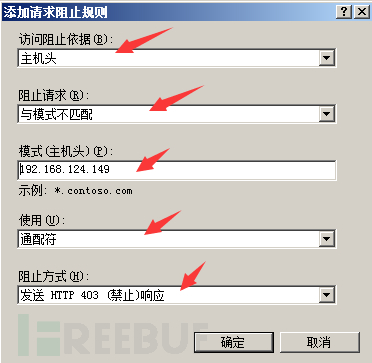 添加请求阻止规则
访问阻止依据(B):
主机头
阻止请求(R):
与模式不匹配
模式(主机头)(P):
192.168.124.149
示例: *.contoso.com
使用(U):
通配符
阻止方式(H):
发送 HTTP 403 (禁止)响应
REEBUF
确定
取消